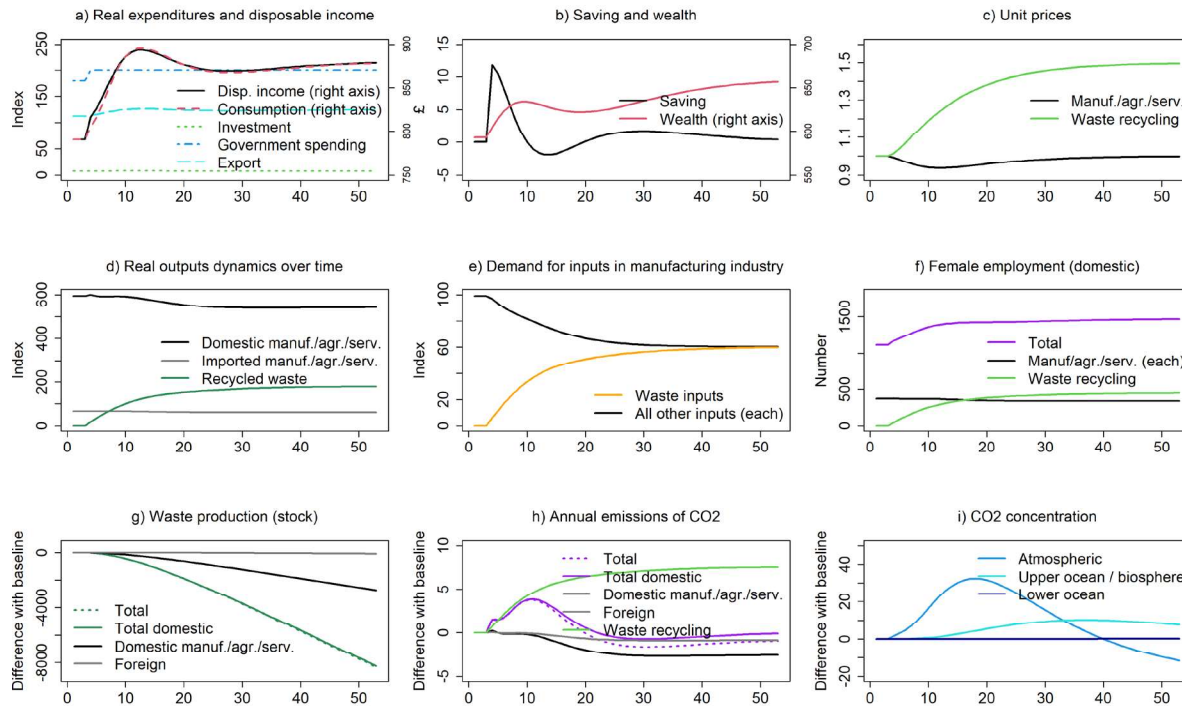 a) Real expenditures and disposable income
Index
0
50
100
150
200
250
750
800
850
900
£
0
10
20
30
40
50
Disp. income (right axis)
Consumption (right axis)
Investment
Government spending
Export
b) Saving and wealth
-5
0
5
10
15
550
600
650
700
0
10
20
30
40
50
Saving
Wealth (right axis)
c) Unit prices
0.9
1.0
1.1
1.3
1.5
0
10
20
30
40
50
Manuf./agr./serv.
Waste recycling
d) Real outputs dynamics over time
Index
0
100
200
300
400
0
10
20
30
40
50
Domestic manuf./agr./serv.
Imported manuf./agr./serv.
Recycled waste
e) Demand for inputs in manufacturing industry
Index
0
20
60
100
0
10
20
30
40
50
Waste inputs
All other inputs (each)
f) Female employment (domestic)
Number
0
500
1500
0
10
20
30
40
50
Total
Manuf/agr./serv. (each)
Waste recycling
g) Waste production (stock)
Difference with baseline
-8000
-4000
0
0
10
20
30
40
50
Total
Total domestic
Domestic manuf./agr./serv.
Foreign
h) Annual emissions of CO2
Difference with baseline
-5
0
5
10
0
10
20
30
40
50
Total
Total domestic
Domestic manuf./agr./serv.
Foreign
Waste recycling
i) CO2 concentration
Difference with baseline
-20
0
20
40
0
10
20
30
40
50
Atmospheric
Upper ocean / biosphere
Lower ocean